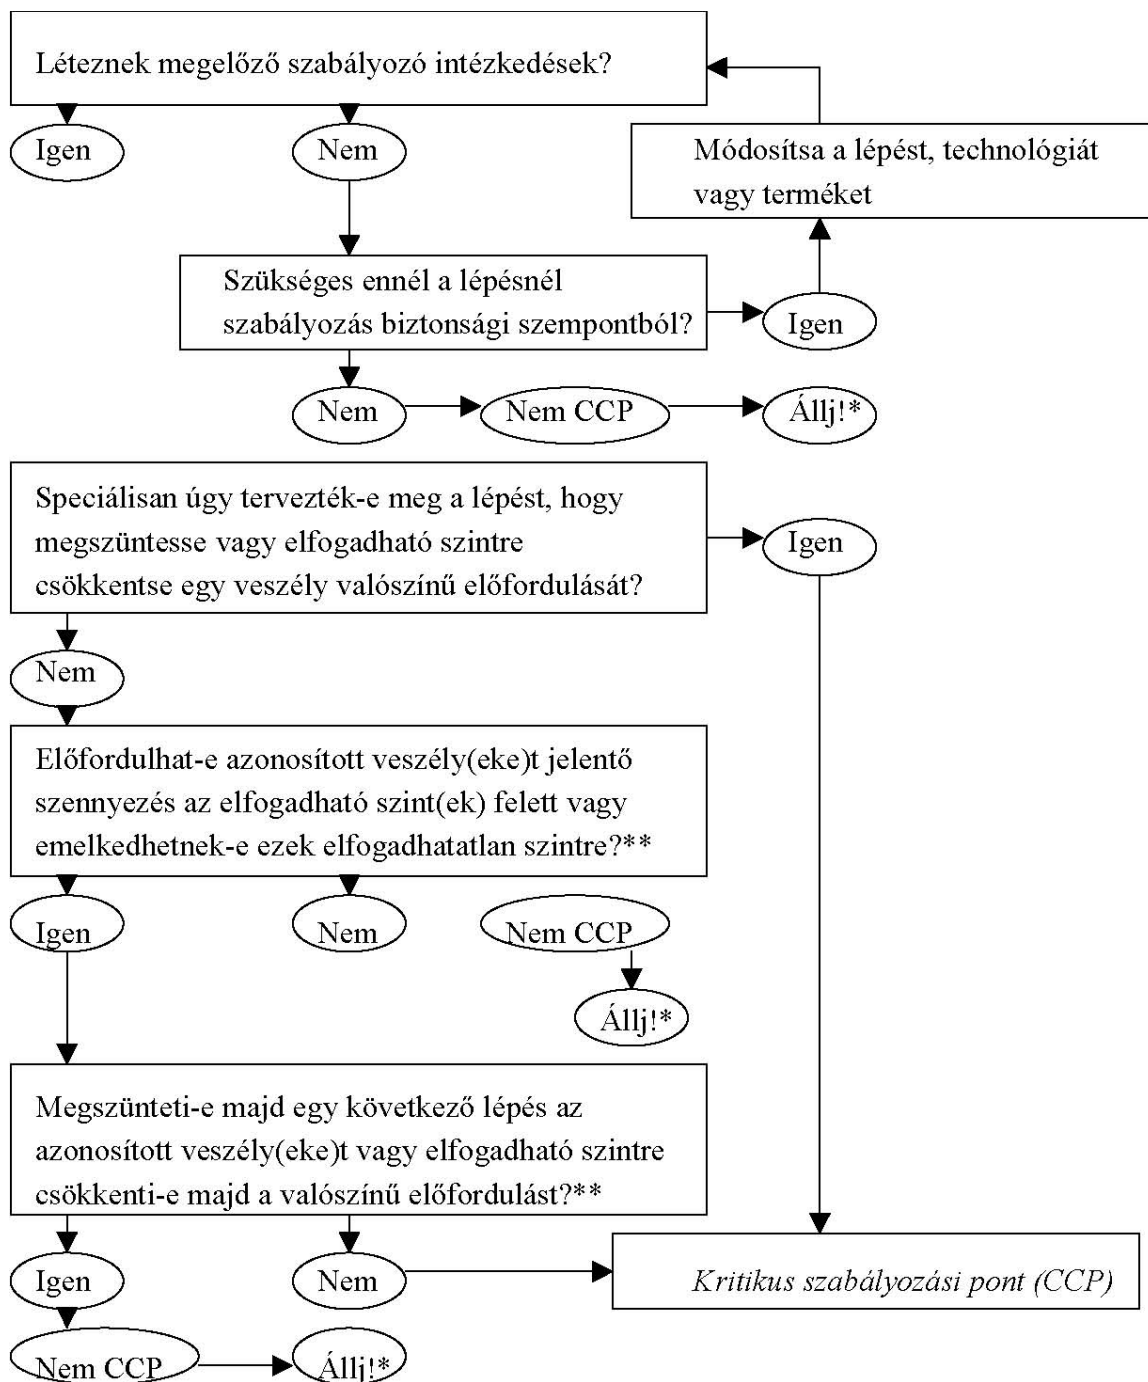 Léteznek megelőző szabályozó intézkedések?
Igen
Nem
Módosítsa a lépést, technológiát
vagy terméket
Szükséges ennél a lépésnél
szabályozás biztonsági szempontból?
Igen
Nem
Nem CCP
Állj!*
Speciálisan úgy tervezték-e meg a lépést, hogy
megszüntesse vagy elfogadható szintre
csökkentse egy veszély valószínű előfordulását?
Igen
Nem
Előfordulhat-e azonosított veszély(eke)t jelentő
szennyezés az elfogadható szint(ek) felett vagy
emelkedhetnek-e ezek elfogadhatatlan szintre?**
Igen
Nem
Nem CCP
Állj!*
Megszünteti-e majd egy következő lépés az
azonosított veszély(eke)t vagy elfogadható szintre
csökkenti-e majd a valószínű előfordulást?**
Igen
Nem
Kritikus szabályozási pont (CCP)
Nem CCP
Állj!*